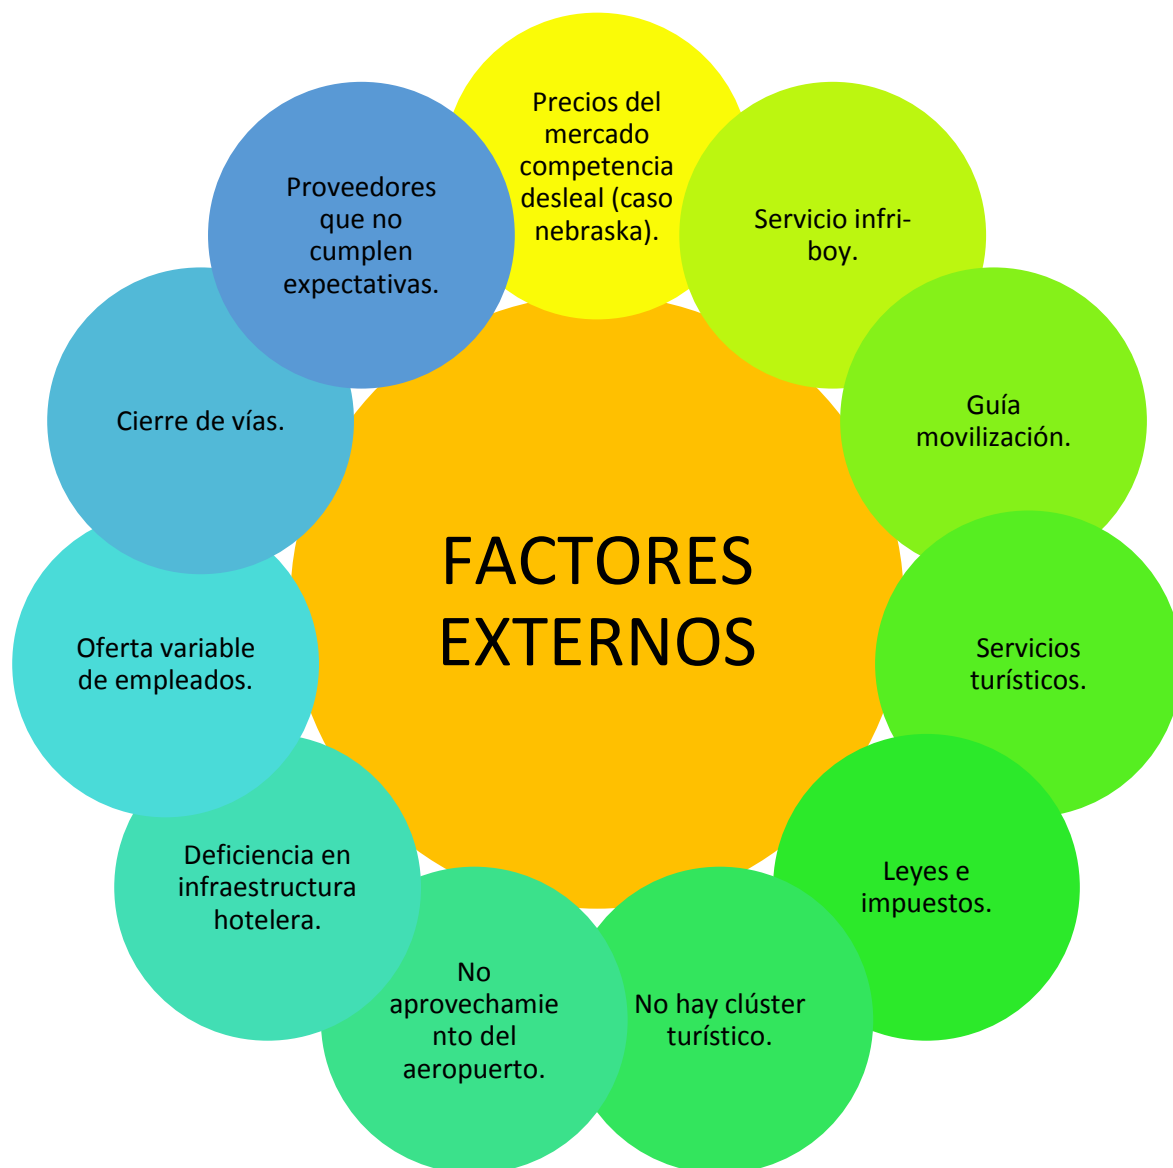 Precios del
mercado
competencia
desleal (caso
nebraska).
Servicio infri-
boy.
Guía
movilización.
Servicios
turísticos.
Leyes e
impuestos.
No hay clúster
turístico.
No
aprovechamie
nto del
aeropuerto.
Deficiencia en
infraestructura
hotelera.
Oferta variable
de empleados.
Cierre de vías.
Proveedores
que no
cumplen
expectativas.
FACTORES
EXTERNOS